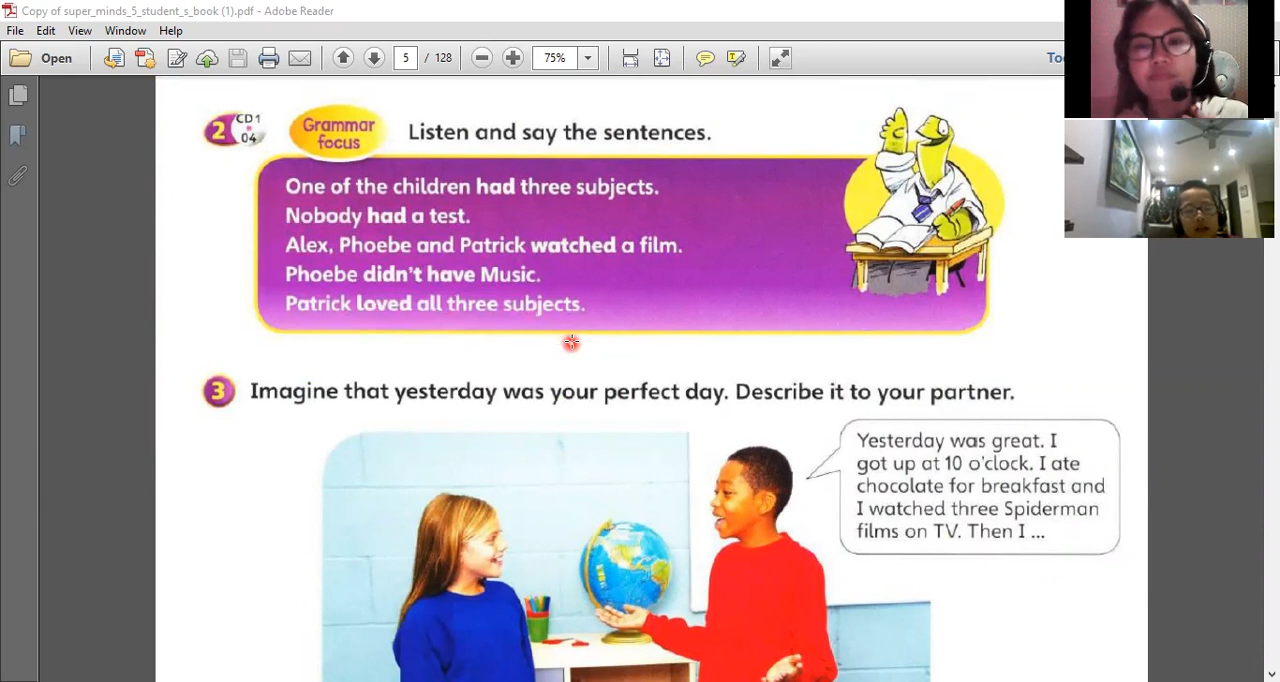 Copy of super_minds_5_student_s_book (1).pdf - Adobe Reader
File Edit View Window Help
Open 5 / 128 75%
2 CD1 04 Grammar focus Listen and say the sentences.
One of the children had three subjects.
Nobody had a test.
Alex, Phoebe and Patrick watched a film.
Phoebe didn't have Music.
Patrick loved all three subjects.
3 Imagine that yesterday was your perfect day. Describe it to your partner.
Yesterday was great. I
got up at 10 o'clock. I ate
chocolate for breakfast and
I watched three Spiderman
films on TV. Then I ...